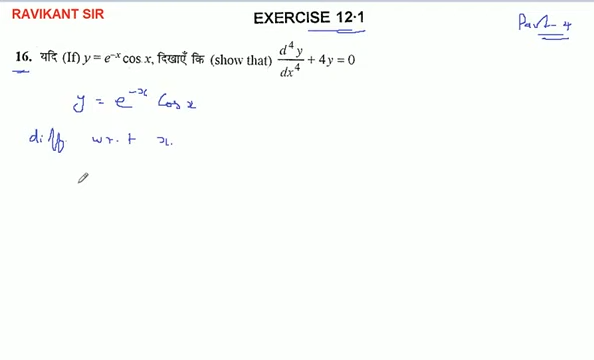 RAVIKANT SIR
EXERCISE 12·1
Part 4
16. यदि (If) y = e⁻ˣ cos x, दिखाएँ कि (show that) d⁴y/dx⁴ + 4y = 0
y = e⁻ˣ Cos x
diff. w.r.t x.